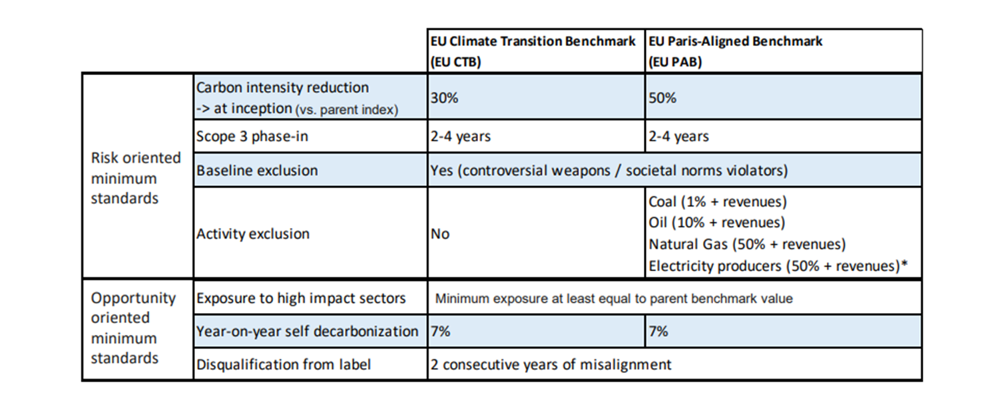 EU Climate Transition Benchmark
(EU CTB)
EU Paris-Aligned Benchmark
(EU PAB)
Risk oriented
minimum
standards
Carbon intensity reduction
-> at inception (vs. parent index)
30%
50%
Scope 3 phase-in
2-4 years
2-4 years
Baseline exclusion
Yes (controversial weapons / societal norms violators)
Activity exclusion
No
Coal (1% + revenues)
Oil (10% + revenues)
Natural Gas (50% + revenues)
Electricity producers (50% + revenues)*
Opportunity
oriented
minimum
standards
Exposure to high impact sectors
Minimum exposure at least equal to parent benchmark value
Year-on-year self decarbonization
7%
7%
Disqualification from label
2 consecutive years of misalignment